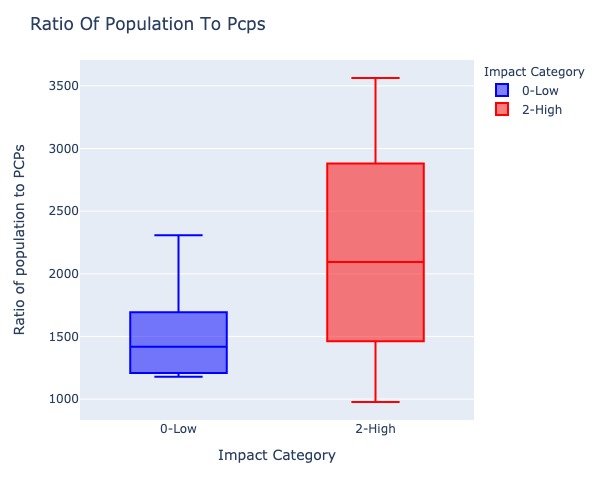 Ratio Of Population To Pcps
Impact Category
0-Low
2-High
Ratio of population to PCPs
3500
3000
2500
2000
1500
1000
0-Low
2-High
Impact Category